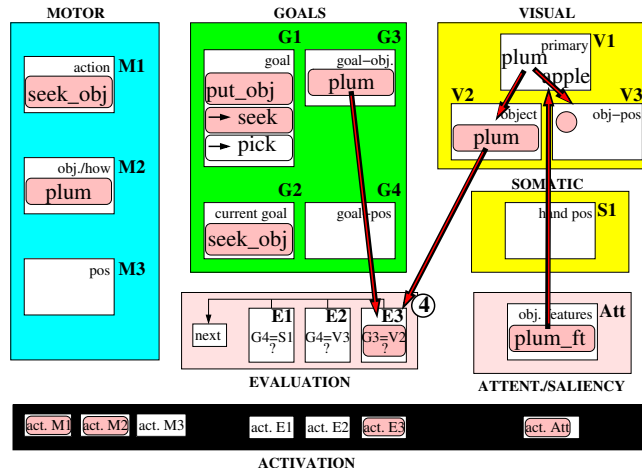 MOTOR
GOALS
VISUAL
action
M1
seek_obj
obj./how
M2
plum
pos
M3
G1
goal
put_obj
seek
pick
G3
goal-obj.
plum
G2
current goal
seek_obj
G4
goal-pos
V1
primary
plum
apple
V2
object
plum
V3
obj-pos
SOMATIC
S1
hand pos
4
next
E1
G4=S1
?
E2
G4=V3
?
E3
G3=V2
?
EVALUATION
Att
obj. features
plum_ft
ATTENT./SALIENCY
act. M1
act. M2
act. M3
act. E1
act. E2
act. E3
act. Att
ACTIVATION